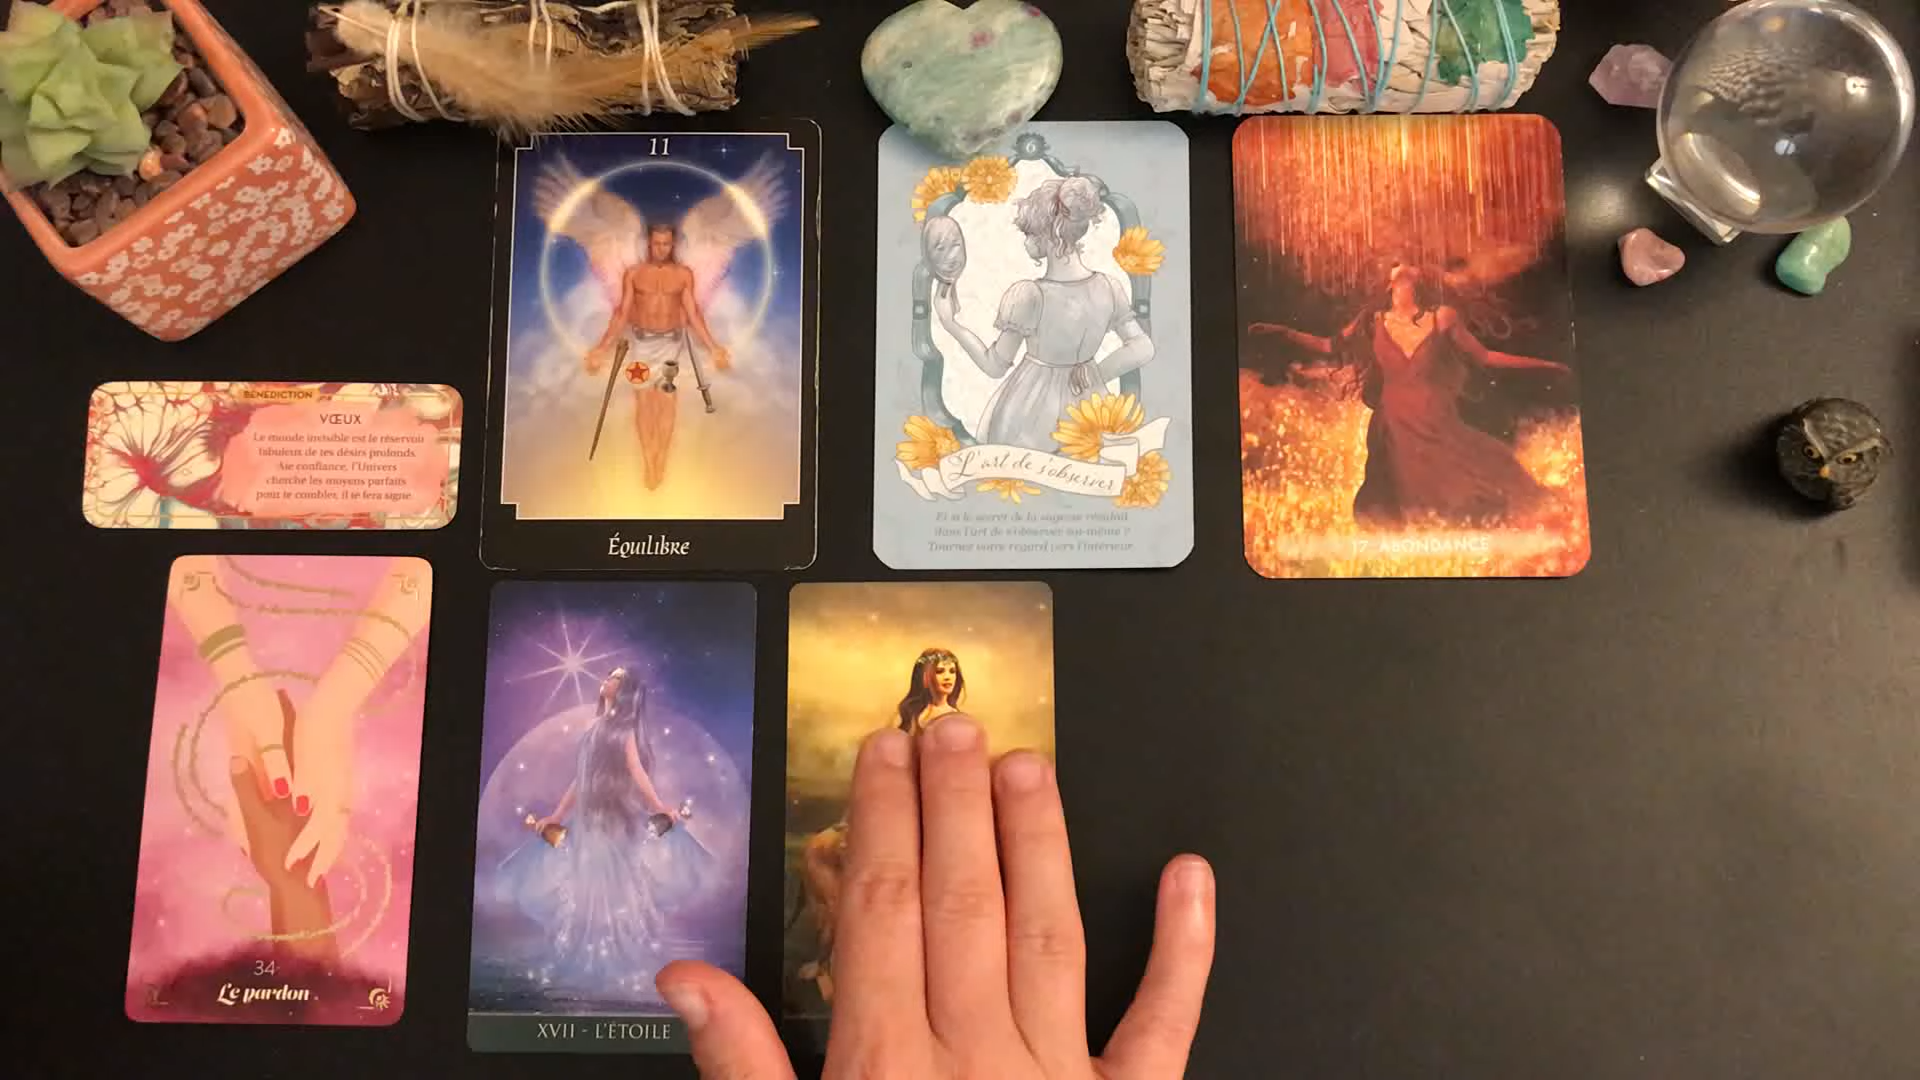 BÉNÉDICTION
VŒUX
Le monde invisible est le réservoir
fabuleux de tes désirs profonds.
Aie confiance, l'Univers
cherche les moyens parfaits
pour te combler, il te fera signe.
11
Équilibre
6
L'art de s'observer
Et si le secret de la sagesse résidait
dans l'art de s'observer soi-même ?
Tournez votre regard vers l'intérieur.
17_ABONDANCE
34
Le pardon
XVII - L'ÉTOILE